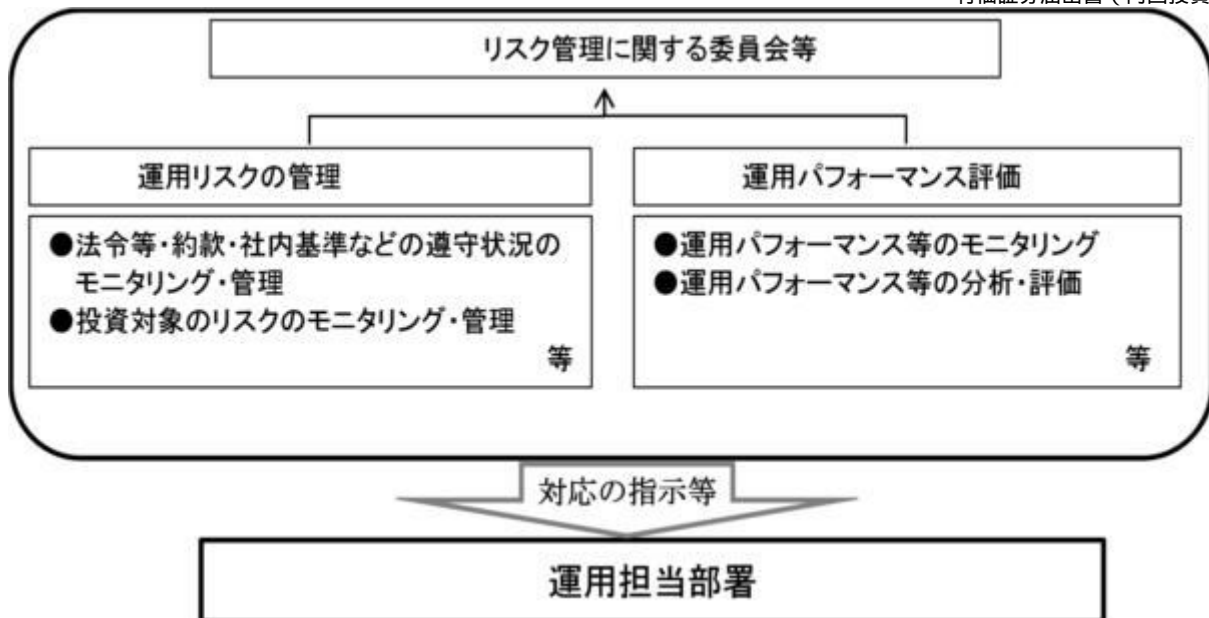 リスク管理に関する委員会等
運用リスクの管理
●法令等・約款・社内基準などの遵守状況の
モニタリング・管理
●投資対象のリスクのモニタリング・管理
等
運用パフォーマンス評価
●運用パフォーマンス等のモニタリング
●運用パフォーマンス等の分析・評価
等
対応の指示等
運用担当部署